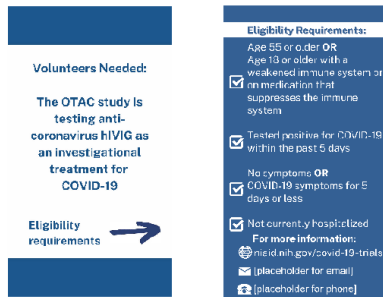 Volunteers Needed:
The OTAC study is
testing anti-
coronavirus hIVIG as
an investigational
treatment for
COVID-19
Eligibility
requirements
Eligibility Requirements:
Age 55 or older OR
Age 18 or older with a
weakened immune system or
on medication that
suppresses the immune
system
Tested positive for COVID-19
within the past 5 days
No symptoms OR
COVID-19 symptoms for 5
days or less
Not currently hospitalized
For more information:
niaid.nih.gov/covid-19-trials
[placeholder for email]
[placeholder for phone]